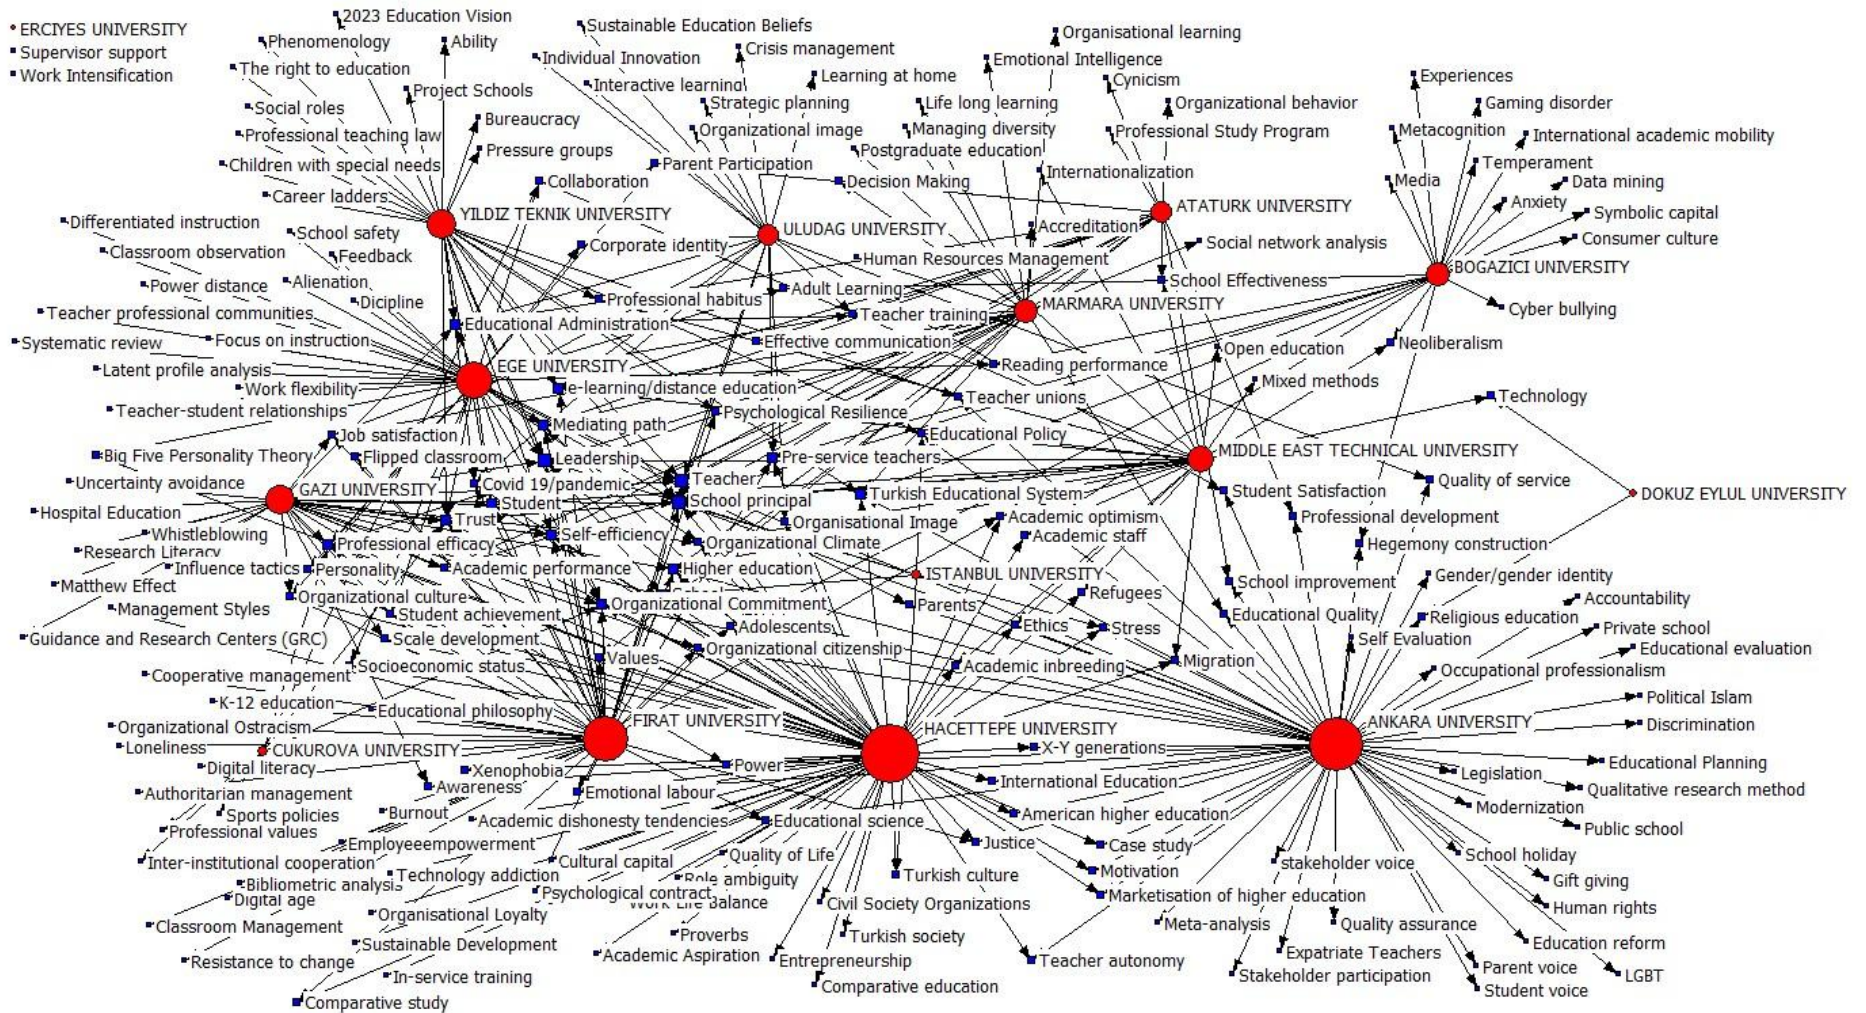 2023 Education Vision
Sustainable Education Beliefs
ERCIYES UNIVERSITY
Organisational learning
Phenomenology
Ability
Crisis management
Supervisor support
Individual Innovation
Emotional Intelligence
The right to education
Work Intensification
Learning at home
Experiences
Cynicism
Interactive learning
Project Schools
Strategic planning
Life long learning
Organizational behavior
Gaming disorder
Social roles
Bureaucracy
Organizational image
Managing diversity
Professional Study Program
Metacognition
International academic mobility
Professional teaching law
Pressure groups
Postgraduate education
Children with special needs
Parent Participation
Temperament
Internationalization
Collaboration
Decision Making
Media
Data mining
Career ladders
Anxiety
YILDIZ TEKNIK UNIVERSITY
ATATURK UNIVERSITY
Symbolic capital
Differentiated instruction
ULUDAG UNIVERSITY
Accreditation
School safety
Corporate identity
Social network analysis
Consumer culture
Classroom observation
Feedback
Human Resources Management
BOGAZICI UNIVERSITY
Power distance
Alienation
Adult Learning
School Effectiveness
Dicipline
Professional habitus
MARMARA UNIVERSITY
Cyber bullying
Teacher professional communities
Educational Administration
Teacher training
Systematic review
Focus on instruction
Effective communication
Open education
Neoliberalism
Latent profile analysis
EGE UNIVERSITY
Reading performance
Work flexibility
e-learning/distance education
Mixed methods
Teacher-student relationships
Psychological Resilience
Teacher unions
Technology
Job satisfaction
Mediating path
Educational Policy
Big Five Personality Theory
Flipped classroom
Leadership
Pre-service teachers
MIDDLE EAST TECHNICAL UNIVERSITY
Uncertainty avoidance
GAZI UNIVERSITY
Covid 19/pandemic
Teacher
Quality of service
Student
School principal
Turkish Educational System
Student Satisfaction
DOKUZ EYLUL UNIVERSITY
Hospital Education
Trust
Organisational Image
Academic optimism
Professional development
Whistleblowing
Professional efficacy
Self-efficiency
Organizational Climate
Academic staff
Hegemony construction
Research Literacy
Influence tactics
Personality
Academic performance
Higher education
ISTANBUL UNIVERSITY
School improvement
Gender/gender identity
Matthew Effect
Organizational culture
Refugees
Accountability
Management Styles
Student achievement
Organizational Commitment
Parents
Educational Quality
Religious education
Guidance and Research Centers (GRC)
Scale development
Adolescents
Ethics
Stress
Self Evaluation
Private school
Organizational citizenship
Educational evaluation
Socioeconomic status
Values
Academic inbreeding
Migration
Occupational professionalism
Cooperative management
K-12 education
Educational philosophy
Political Islam
Organizational Ostracism
FIRAT UNIVERSITY
HACETTEPE UNIVERSITY
ANKARA UNIVERSITY
Discrimination
Loneliness
CUKUROVA UNIVERSITY
X-Y generations
Digital literacy
Xenophobia
Power
Educational Planning
Awareness
Emotional labour
International Education
Legislation
Authoritarian management
Qualitative research method
Sports policies
Burnout
Academic dishonesty tendencies
Educational science
American higher education
Modernization
Professional values
Public school
Employeeempowerment
Justice
Case study
Inter-institutional cooperation
Cultural capital
Quality of Life
stakeholder voice
School holiday
Technology addiction
Role ambiguity
Turkish culture
Motivation
Bibliometric analysis
Psychological contract
Gift giving
Digital age
Work Life Balance
Civil Society Organizations
Marketisation of higher education
Human rights
Organisational Loyalty
Classroom Management
Proverbs
Turkish society
Meta-analysis
Quality assurance
Sustainable Development
Education reform
Resistance to change
Academic Aspiration
Entrepreneurship
Teacher autonomy
Expatriate Teachers
Parent voice
In-service training
Comparative education
Stakeholder participation
Student voice
LGBT
Comparative study